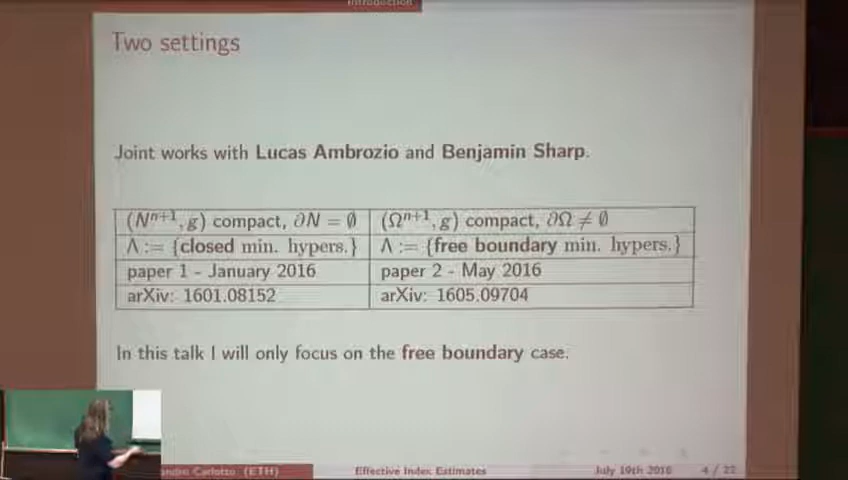 Introduction
Two settings
Joint works with Lucas Ambrozio and Benjamin Sharp.
(Nⁿ⁺¹, g) compact, ∂N = ∅ (Ωⁿ⁺¹, g) compact, ∂Ω ≠ ∅
Λ := {closed min. hypers.} Λ := {free boundary min. hypers.}
paper 1 - January 2016 paper 2 - May 2016
arXiv: 1601.08152 arXiv: 1605.09704
In this talk I will only focus on the free boundary case.
Carlotto (ETH) Effective Index Estimates July 19th 2016 4 / 22